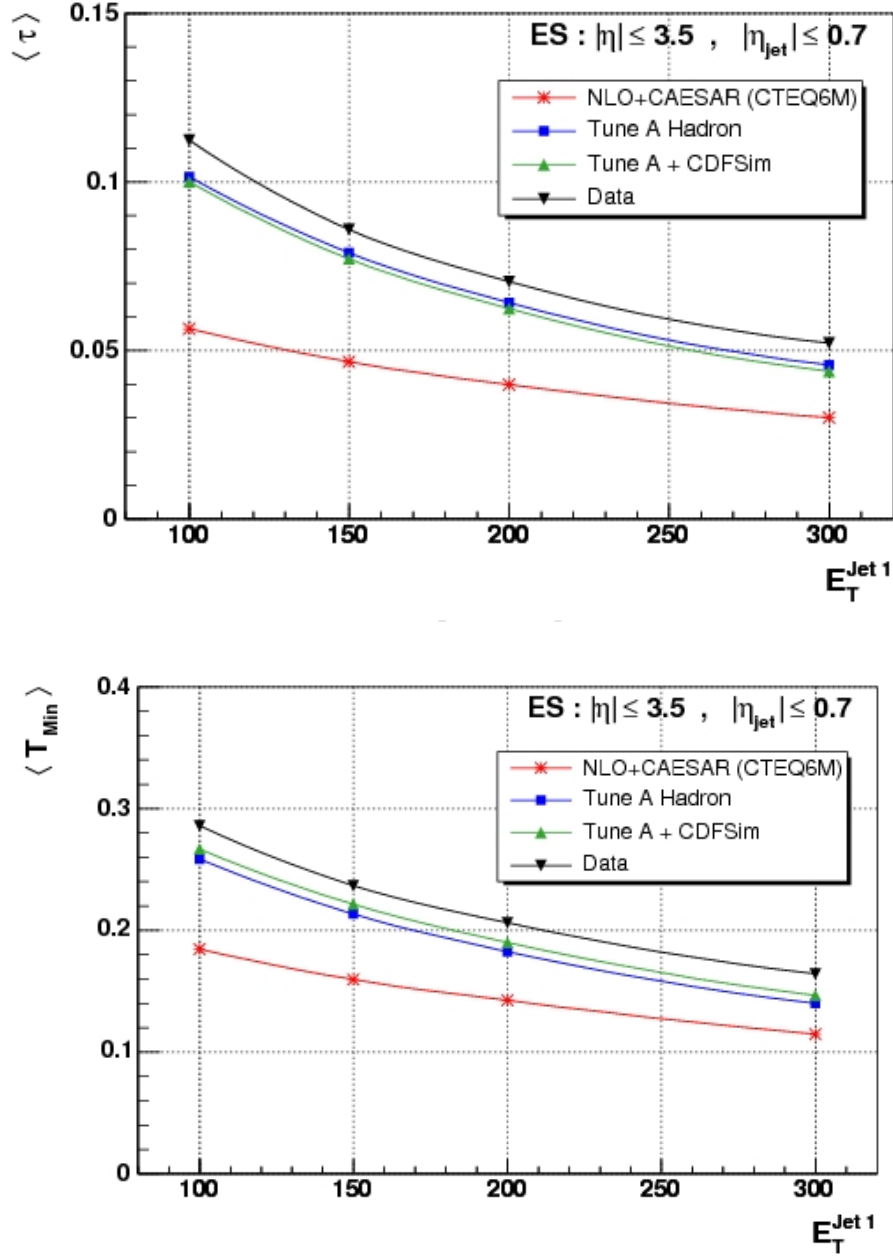 ⟨ τ ⟩
0.15
ES : |η| ≤ 3.5 , |η_jet| ≤ 0.7
NLO+CAESAR (CTEQ6M)
Tune A Hadron
Tune A + CDFSim
Data
0.1
0.05
0
100 150 200 250 300
E_T^Jet 1
⟨ T_Min ⟩
0.4
ES : |η| ≤ 3.5 , |η_jet| ≤ 0.7
NLO+CAESAR (CTEQ6M)
Tune A Hadron
Tune A + CDFSim
Data
0.3
0.2
0.1
0
100 150 200 250 300
E_T^Jet 1